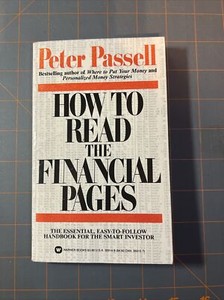 Peter Passell
Bestselling author of Where to Put Your Money and
Personalized Money Strategies
HOW TO
READ
THE
FINANCIAL
PAGES
THE ESSENTIAL, EASY-TO-FOLLOW
HANDBOOK FOR THE SMART INVESTOR